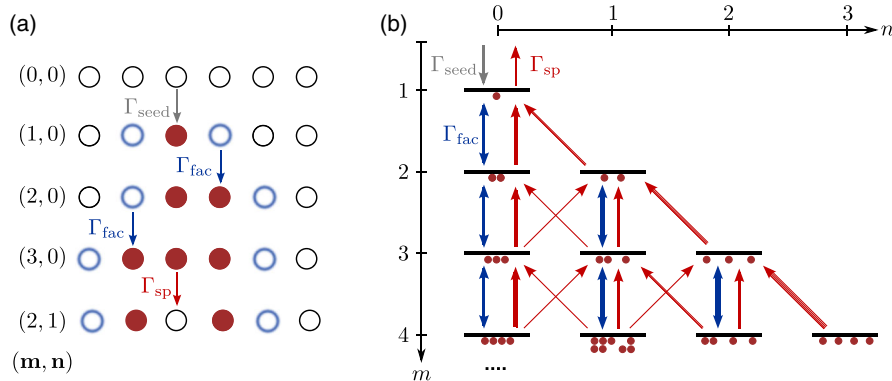 (a)
(0, 0)
Γseed
(1, 0)
Γfac
(2, 0)
Γfac
(3, 0)
Γsp
(2, 1)
(m, n)
(b)
0 1 2 3
n
Γseed Γsp
1
Γfac
2
3
4
m
....